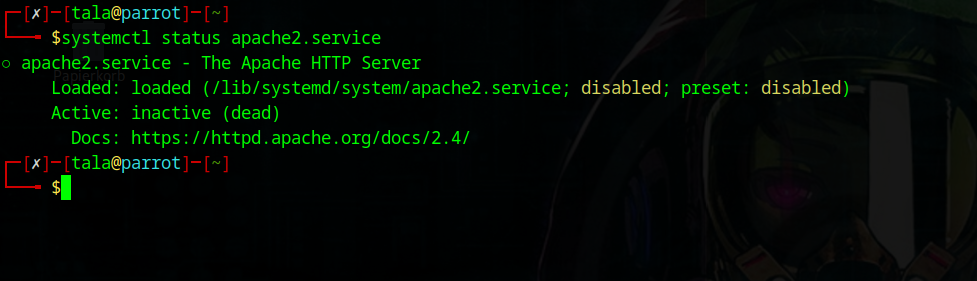 ┌─[✗]─[tala@parrot]─[~]
└──╼ $systemctl status apache2.service
○ apache2.service - The Apache HTTP Server
     Loaded: loaded (/lib/systemd/system/apache2.service; disabled; preset: disabled)
     Active: inactive (dead)
       Docs: https://httpd.apache.org/docs/2.4/
┌─[✗]─[tala@parrot]─[~]
└──╼ $
Papierkorb